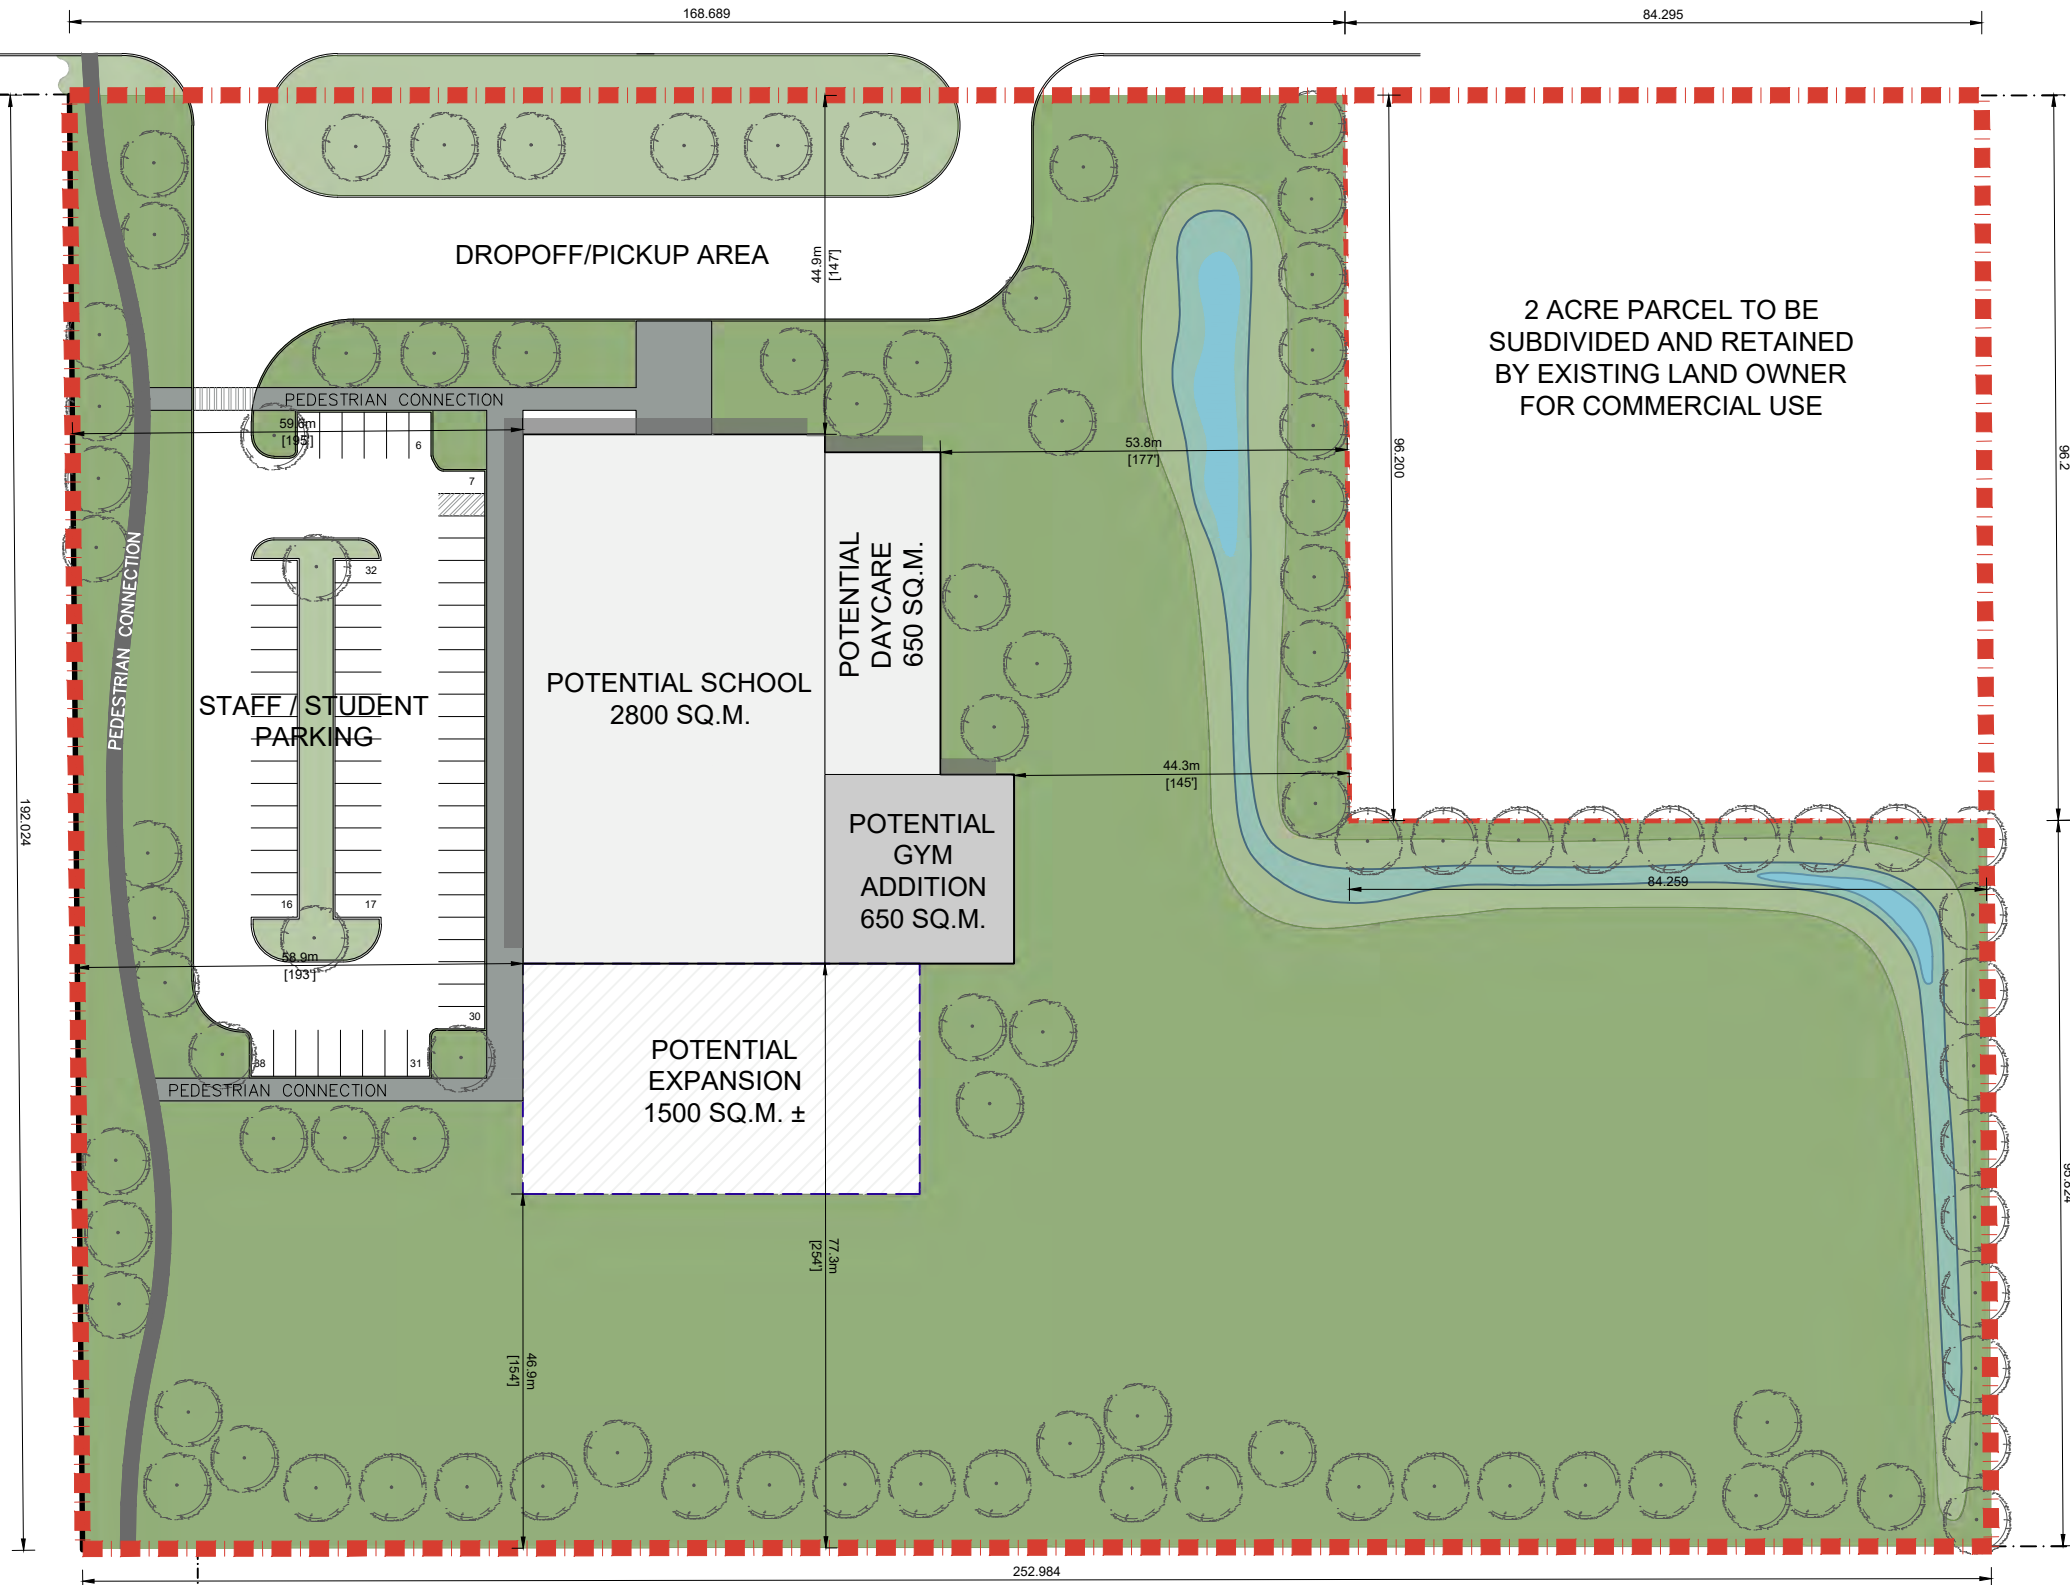 168.689
84.295
DROPOFF/PICKUP AREA
44.9m
[147']
2 ACRE PARCEL TO BE
SUBDIVIDED AND RETAINED
BY EXISTING LAND OWNER
FOR COMMERCIAL USE
PEDESTRIAN CONNECTION
59.6m
[195']
6
53.8m
[177']
96.200
96.2
7
PEDESTRIAN CONNECTION
32
POTENTIAL
DAYCARE
650 SQ.M.
POTENTIAL SCHOOL
2800 SQ.M.
STAFF / STUDENT
PARKING
44.3m
[145']
192.024
POTENTIAL
GYM
ADDITION
650 SQ.M.
84.259
16
17
58.9m
[193']
30
38
31
PEDESTRIAN CONNECTION
POTENTIAL
EXPANSION
1500 SQ.M. ±
77.3m
[254']
46.9m
[154']
252.984